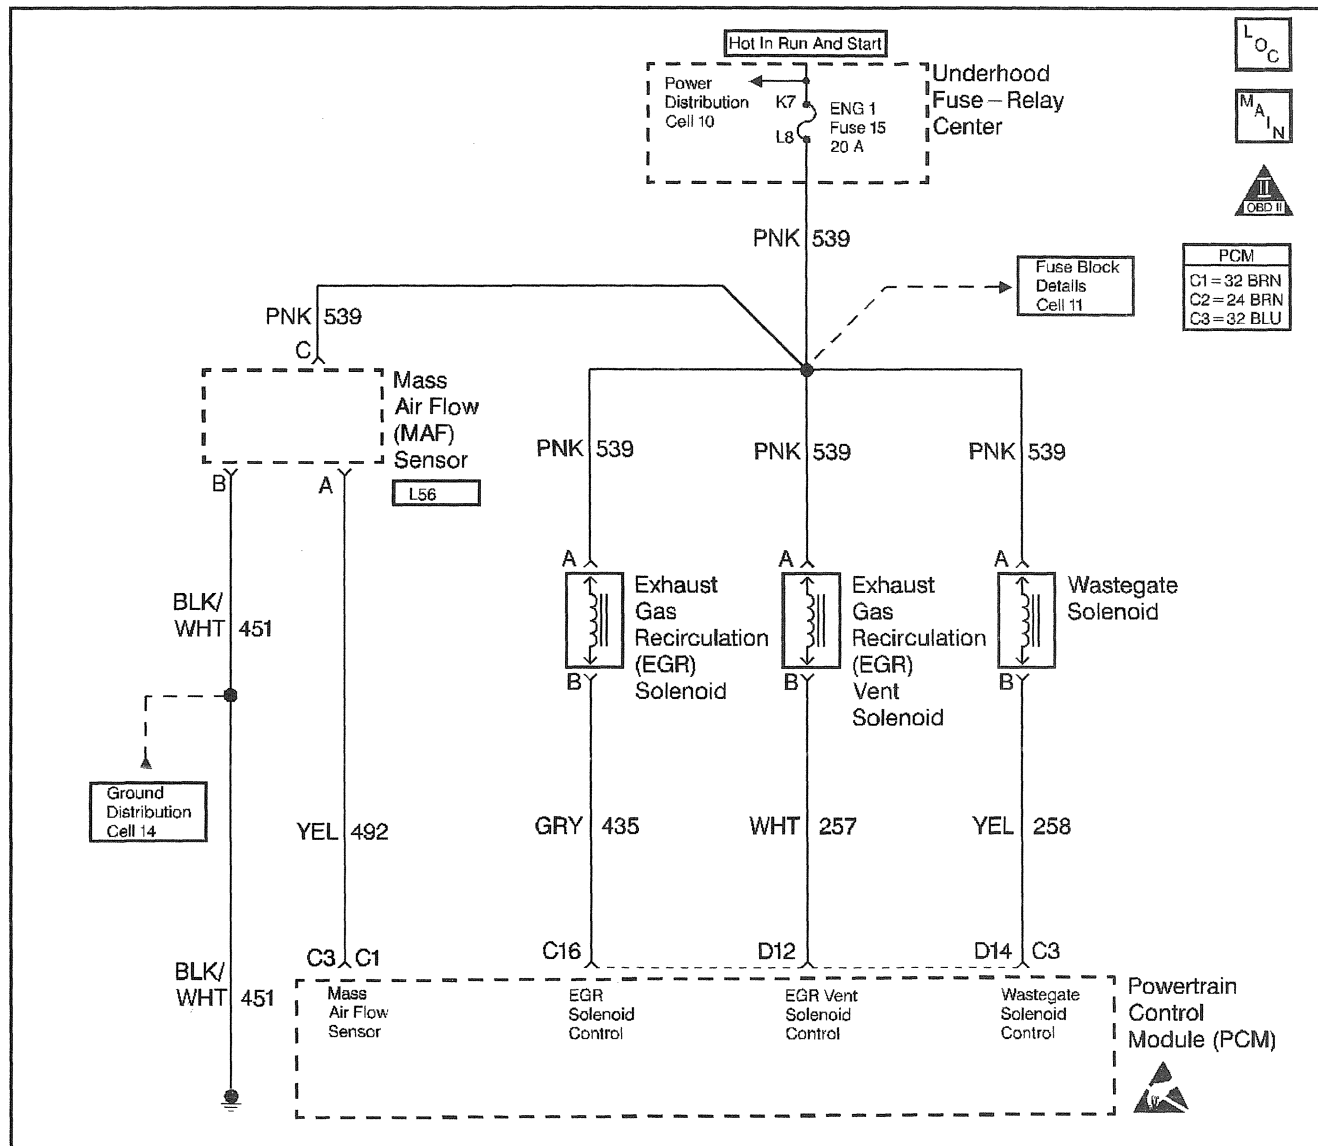 Hot In Run And Start
L O C
Power
Distribution
Cell 10
K7
L8
ENG 1
Fuse 15
20 A
Underhood
Fuse – Relay
Center
M A I N
II
OBD II
PNK 539
Fuse Block
Details
Cell 11
PCM
C1 = 32 BRN
C2 = 24 BRN
C3 = 32 BLU
PNK 539
C
Mass
Air Flow
(MAF)
Sensor
L56
B
A
PNK 539
PNK 539
PNK 539
A
A
A
Exhaust
Gas
Recirculation
(EGR)
Solenoid
Exhaust
Gas
Recirculation
(EGR)
Vent
Solenoid
Wastegate
Solenoid
B
B
B
BLK/
WHT 451
Ground
Distribution
Cell 14
YEL 492
GRY 435
WHT 257
YEL 258
BLK/
WHT 451
C3 C1
C16
D12
D14 C3
Mass
Air Flow
Sensor
EGR
Solenoid
Control
EGR Vent
Solenoid
Control
Wastegate
Solenoid
Control
Powertrain
Control
Module (PCM)